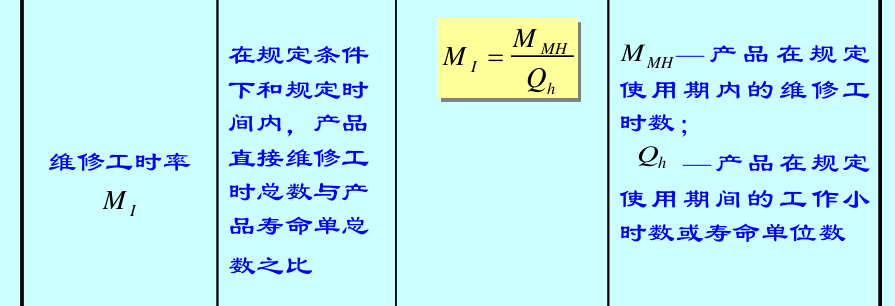 维修工时率
M_I
在规定条件
下和规定时
间内，产品
直接维修工
时总数与产
品寿命单总
数之比
M_I = M_MH / Q_h
M_MH—产品在规定
使用期内的维修工
时数；
Q_h —产品在规定
使用期间的工作小
时数或寿命单位数